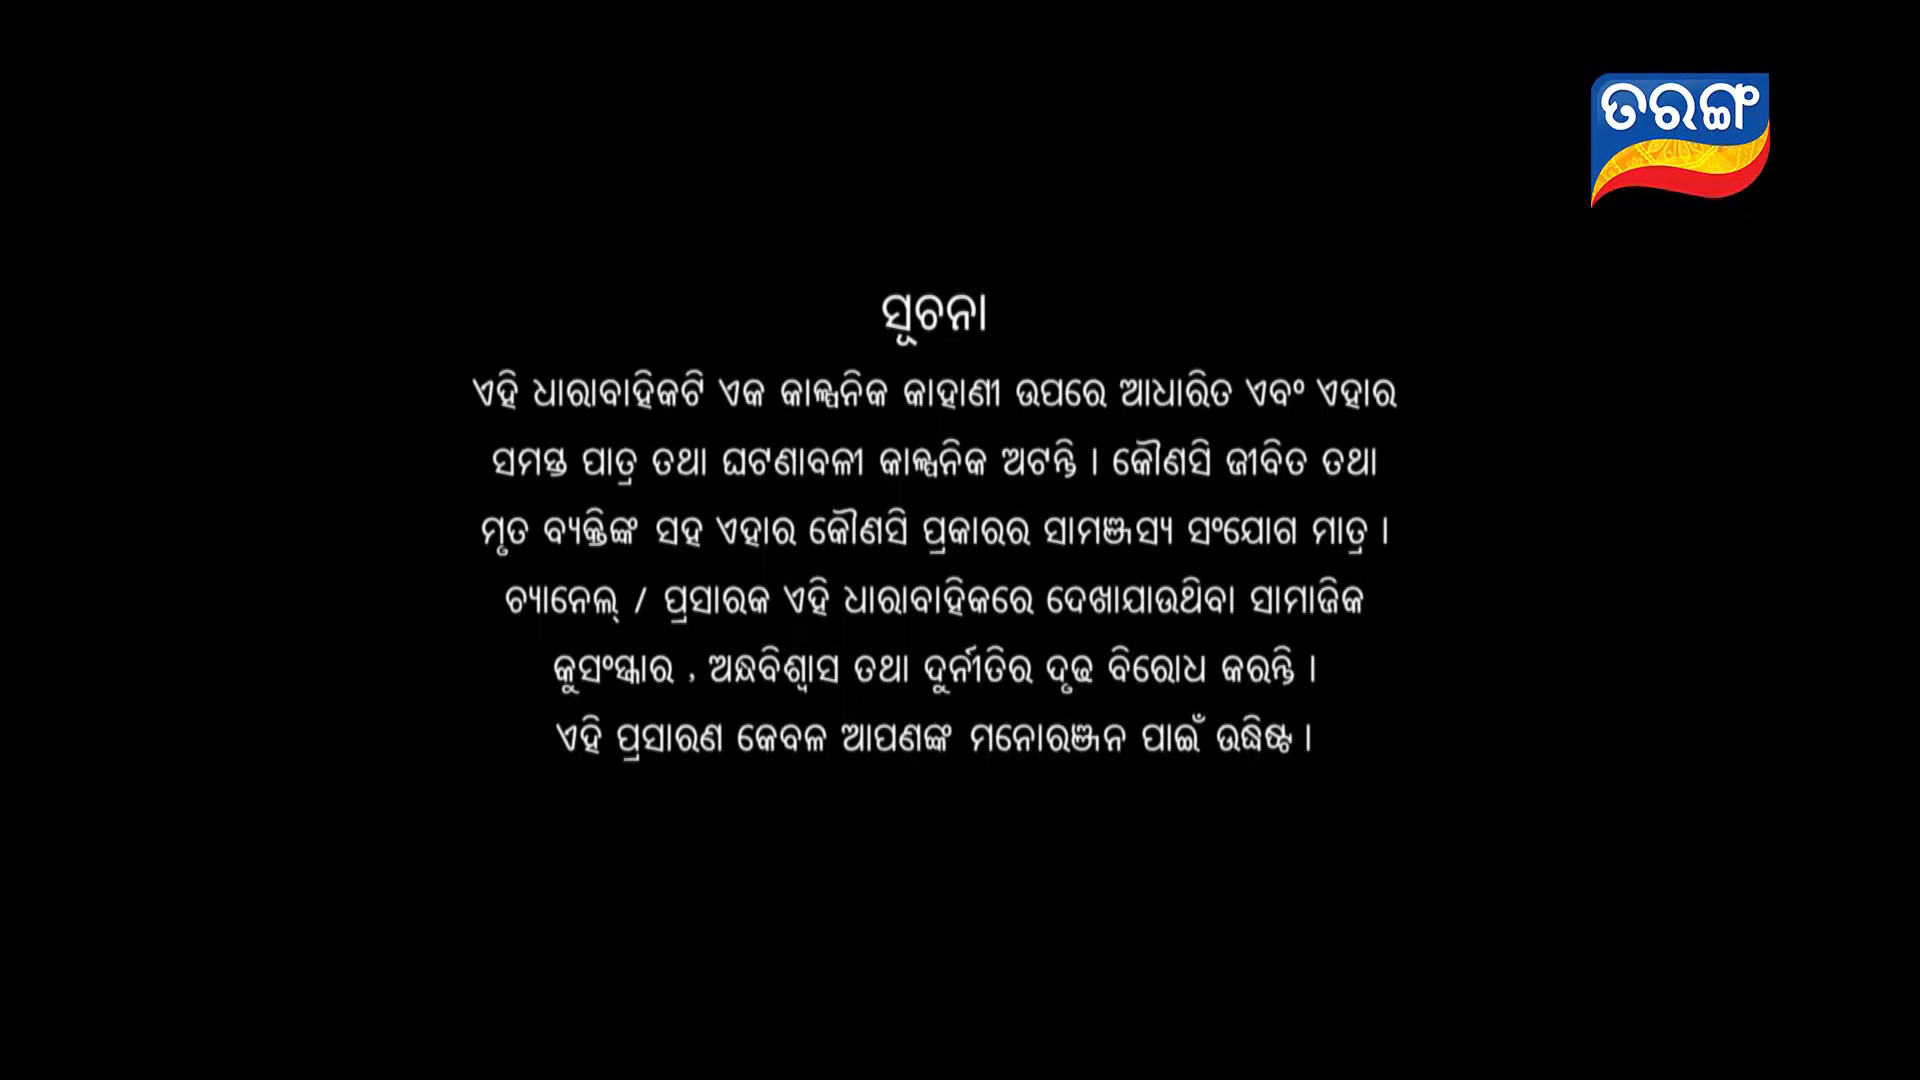 ତରଙ୍ଗ
ସୂଚନା
ଏହି ଧାରାବାହିକଟି ଏକ କାଳ୍ପନିକ କାହାଣୀ ଉପରେ ଆଧାରିତ ଏବଂ ଏହାର
ସମସ୍ତ ପାତ୍ର ତଥା ଘଟଣାବଳୀ କାଳ୍ପନିକ ଅଟନ୍ତି । କୌଣସି ଜୀବିତ ତଥା
ମୃତ ବ୍ୟକ୍ତିଙ୍କ ସହ ଏହାର କୌଣସି ପ୍ରକାରର ସାମଞ୍ଜସ୍ୟ ସଂଯୋଗ ମାତ୍ର ।
ଚ୍ୟାନେଲ୍ / ପ୍ରସାରକ ଏହି ଧାରାବାହିକରେ ଦେଖାଯାଉଥିବା ସାମାଜିକ
କୁସଂସ୍କାର , ଅନ୍ଧବିଶ୍ୱାସ ତଥା ଦୁର୍ନୀତିର ଦୃଢ ବିରୋଧ କରନ୍ତି ।
ଏହି ପ୍ରସାରଣ କେବଳ ଆପଣଙ୍କ ମନୋରଞ୍ଜନ ପାଇଁ ଉଦ୍ଧିଷ୍ଟ ।